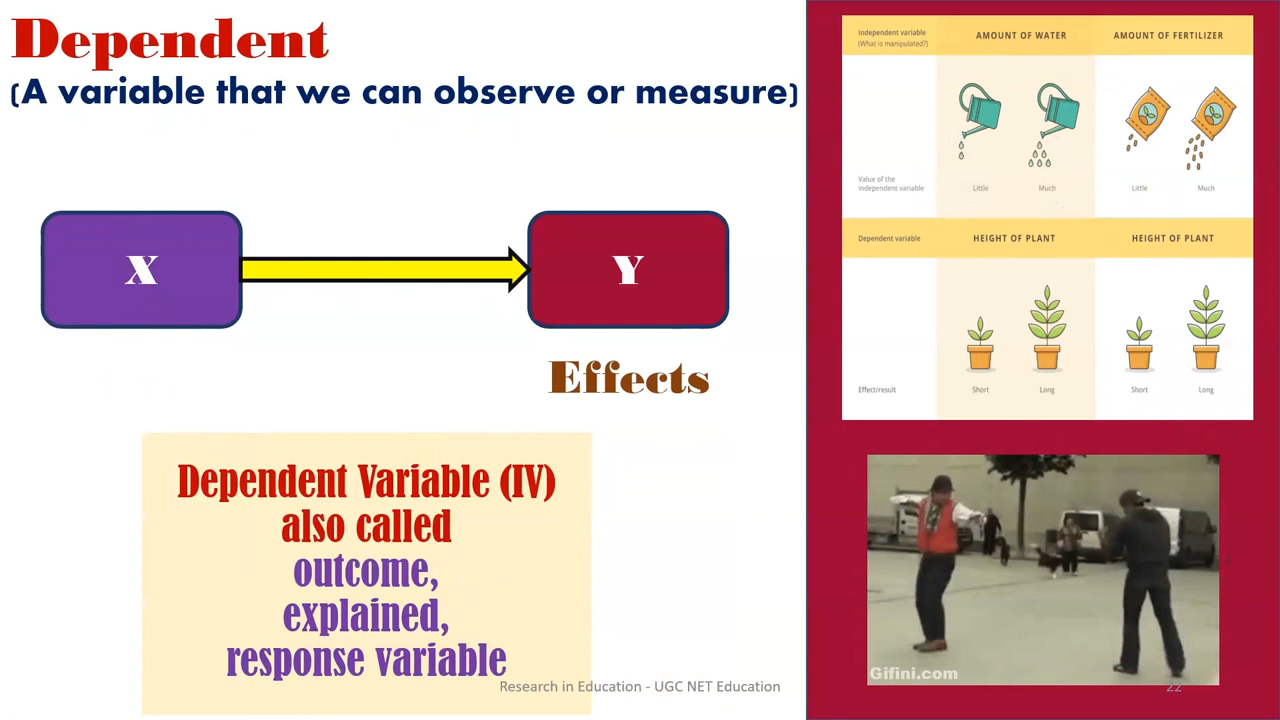 Dependent
(A variable that we can observe or measure)
X
Y
Effects
Dependent Variable (IV)
also called
outcome,
explained,
response variable
Research in Education - UGC NET Education
Independent variable
(What is manipulated?)
AMOUNT OF WATER
AMOUNT OF FERTILIZER
Value of the
independent variable
Little
Much
Little
Much
Dependent variable
HEIGHT OF PLANT
HEIGHT OF PLANT
Effect/result
Short
Long
Short
Long
Gifini.com
22